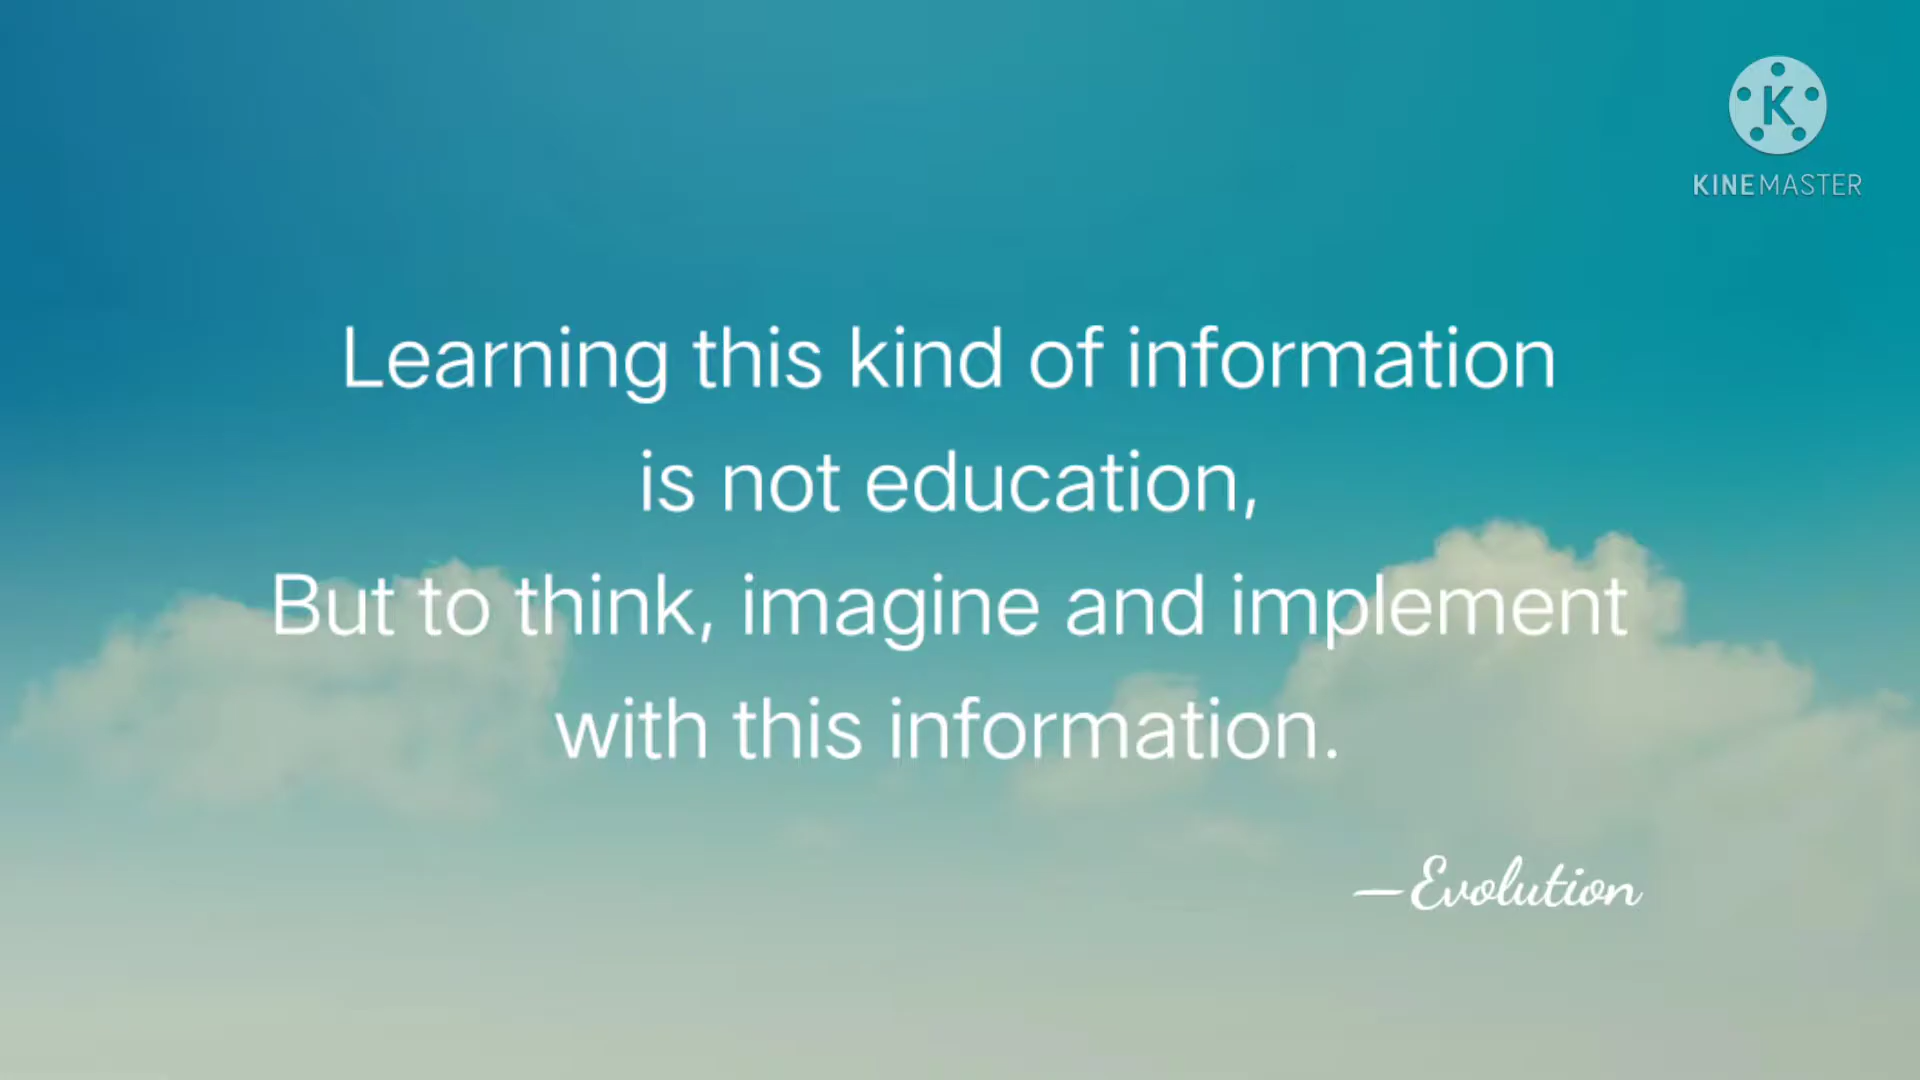 KINEMASTER
Learning this kind of information
is not education,
But to think, imagine and implement
with this information.
—Evolution